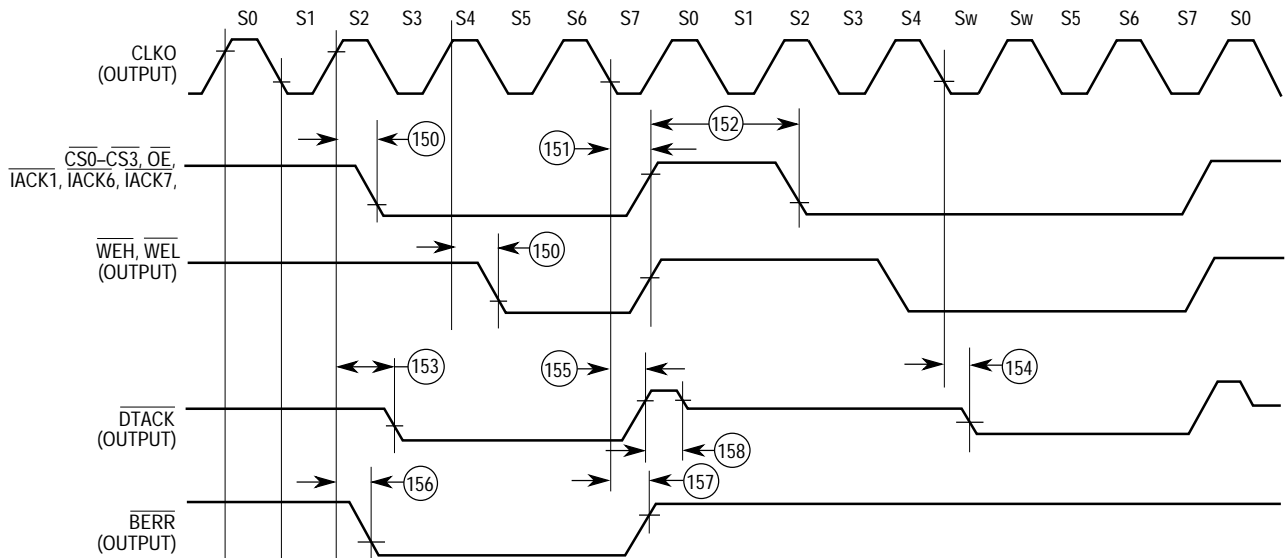 S0 S1 S2 S3 S4 S5 S6 S7 S0 S1 S2 S3 S4 Sw Sw S5 S6 S7 S0
CLKO
(OUTPUT)
150
151
152
CS0–CS3, OE,
IACK1, IACK6, IACK7,
WEH, WEL
(OUTPUT)
150
153
155
154
DTACK
(OUTPUT)
158
156
157
BERR
(OUTPUT)